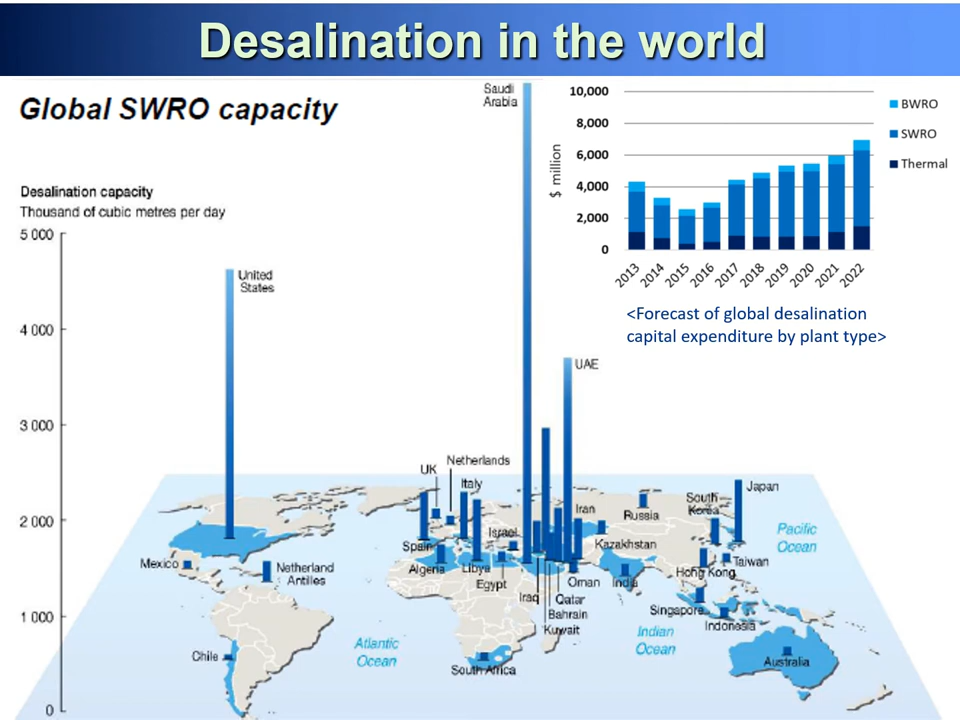 Desalination in the world
Global SWRO capacity
Desalination capacity
Thousand of cubic metres per day
5 000
4 000
3 000
2 000
1 000
0
Saudi
Arabia
United
States
UAE
UK
Netherlands
Italy
Spain
Algeria
Libya
Egypt
Israel
Iraq
Qatar
Bahrain
Kuwait
Oman
Iran
Kazakhstan
Russia
India
South
Korea
Japan
Taiwan
Hong Kong
Singapore
Indonesia
Australia
Mexico
Netherland
Antilles
Chile
South Africa
Atlantic
Ocean
Indian
Ocean
Pacific
Ocean
10,000
8,000
6,000
4,000
2,000
0
$ million
2013
2014
2015
2016
2017
2018
2019
2020
2021
2022
BWRO
SWRO
Thermal
<Forecast of global desalination
capital expenditure by plant type>